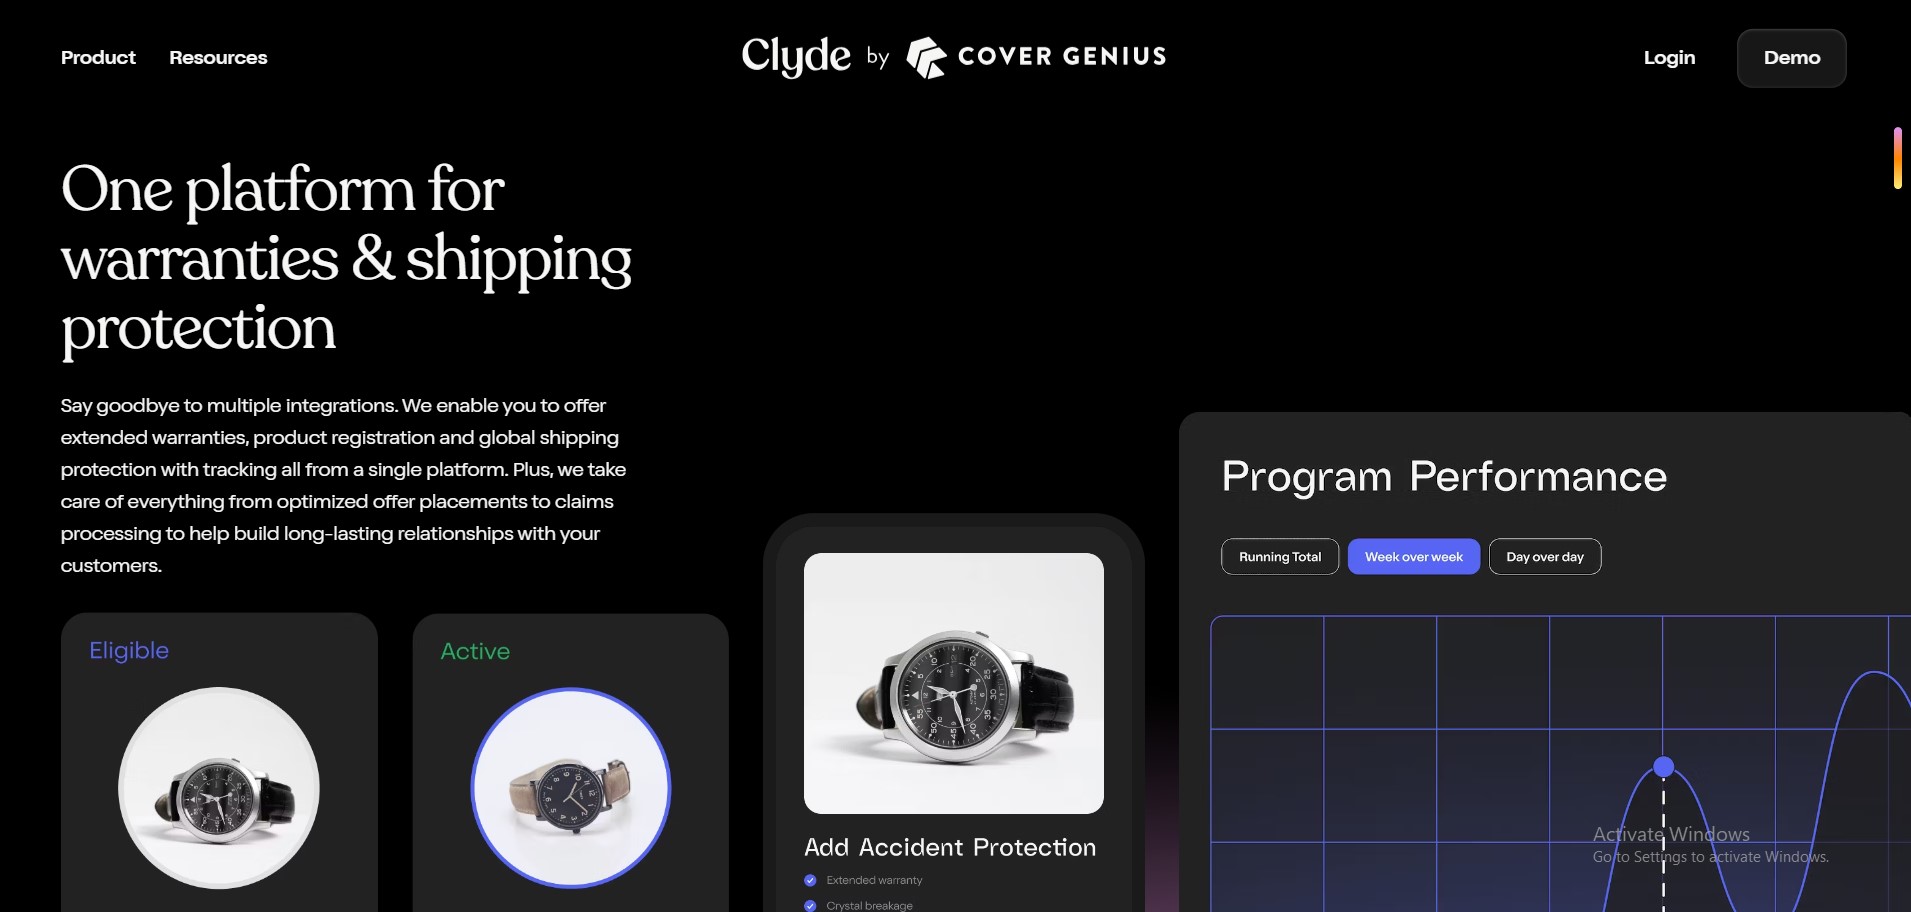 Product
Resources
Clyde by COVER GENIUS
Login
Demo
One platform for
warranties & shipping
protection
Say goodbye to multiple integrations. We enable you to offer
extended warranties, product registration and global shipping
protection with tracking all from a single platform. Plus, we take
care of everything from optimized offer placements to claims
processing to help build long-lasting relationships with your
customers.
Eligible
Active
Add Accident Protection
Extended warranty
Crystal breakage
Program Performance
Running Total
Week over week
Day over day
Activate Windows
Go to Settings to activate Windows.